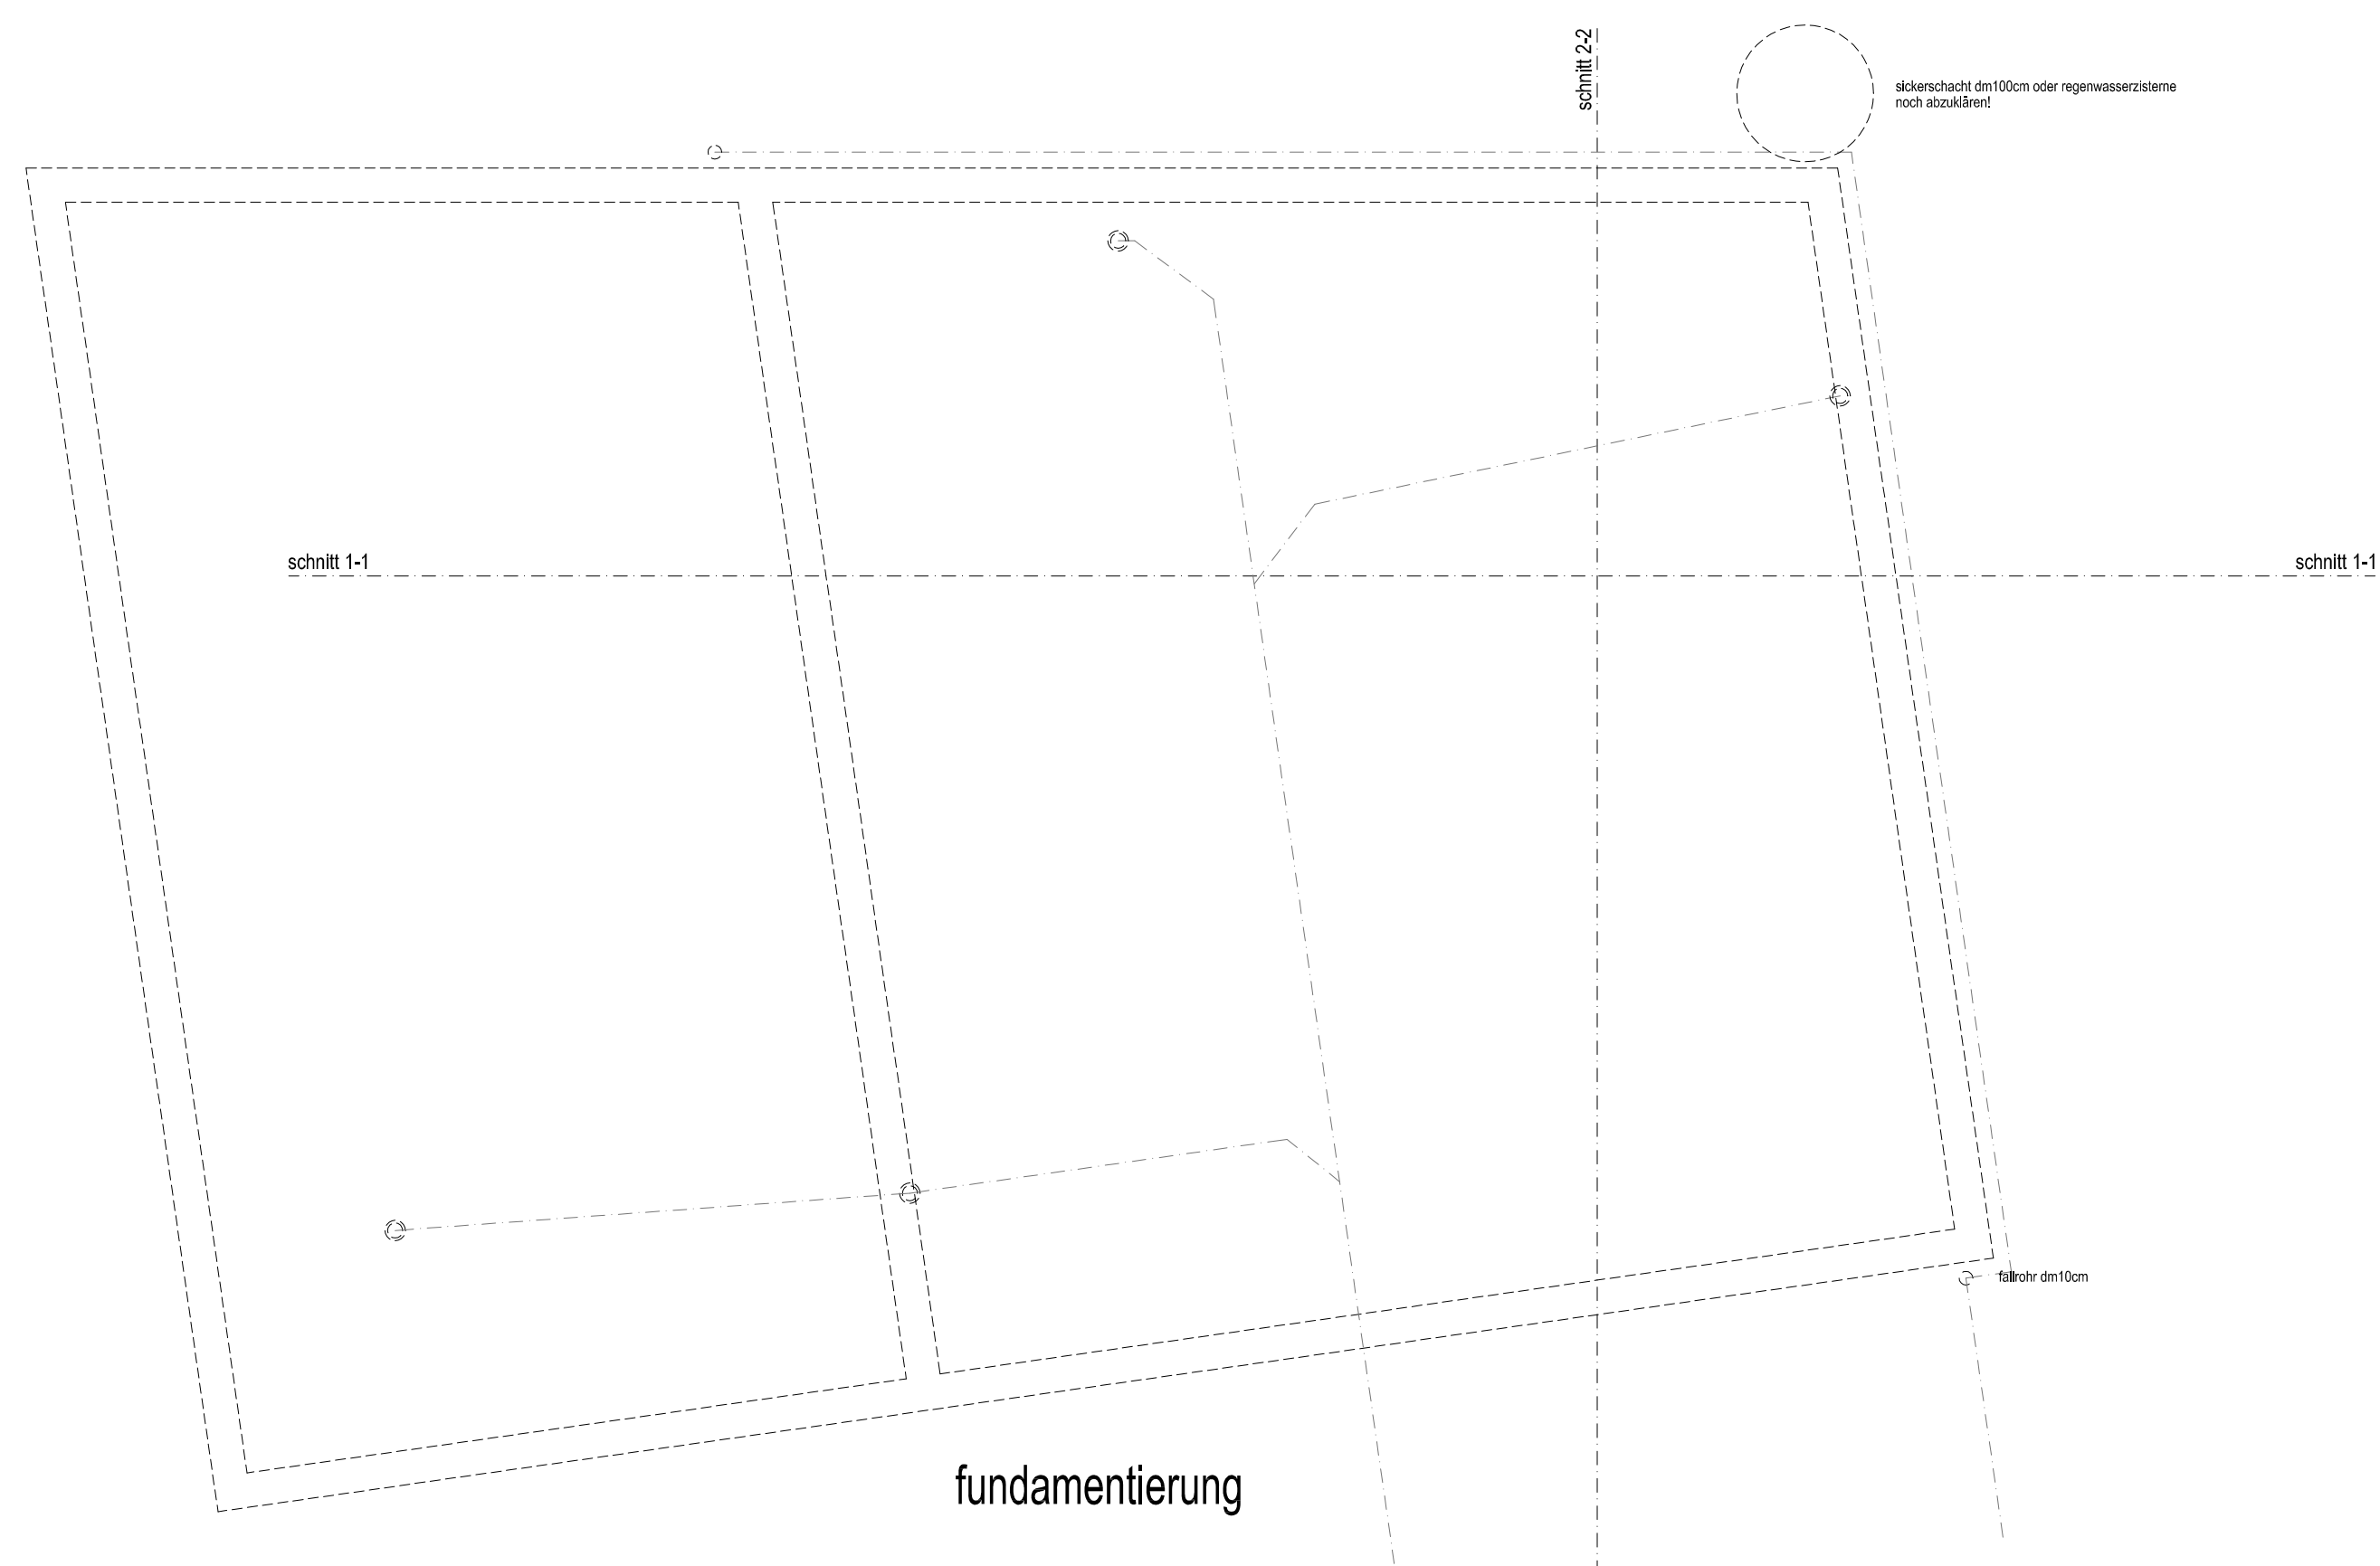 schnitt 2-2
sickerschacht dm100cm oder regenwasserzisterne
noch abzuklären!
schnitt 1-1
schnitt 1-1
fallrohr dm10cm
fundamentierung